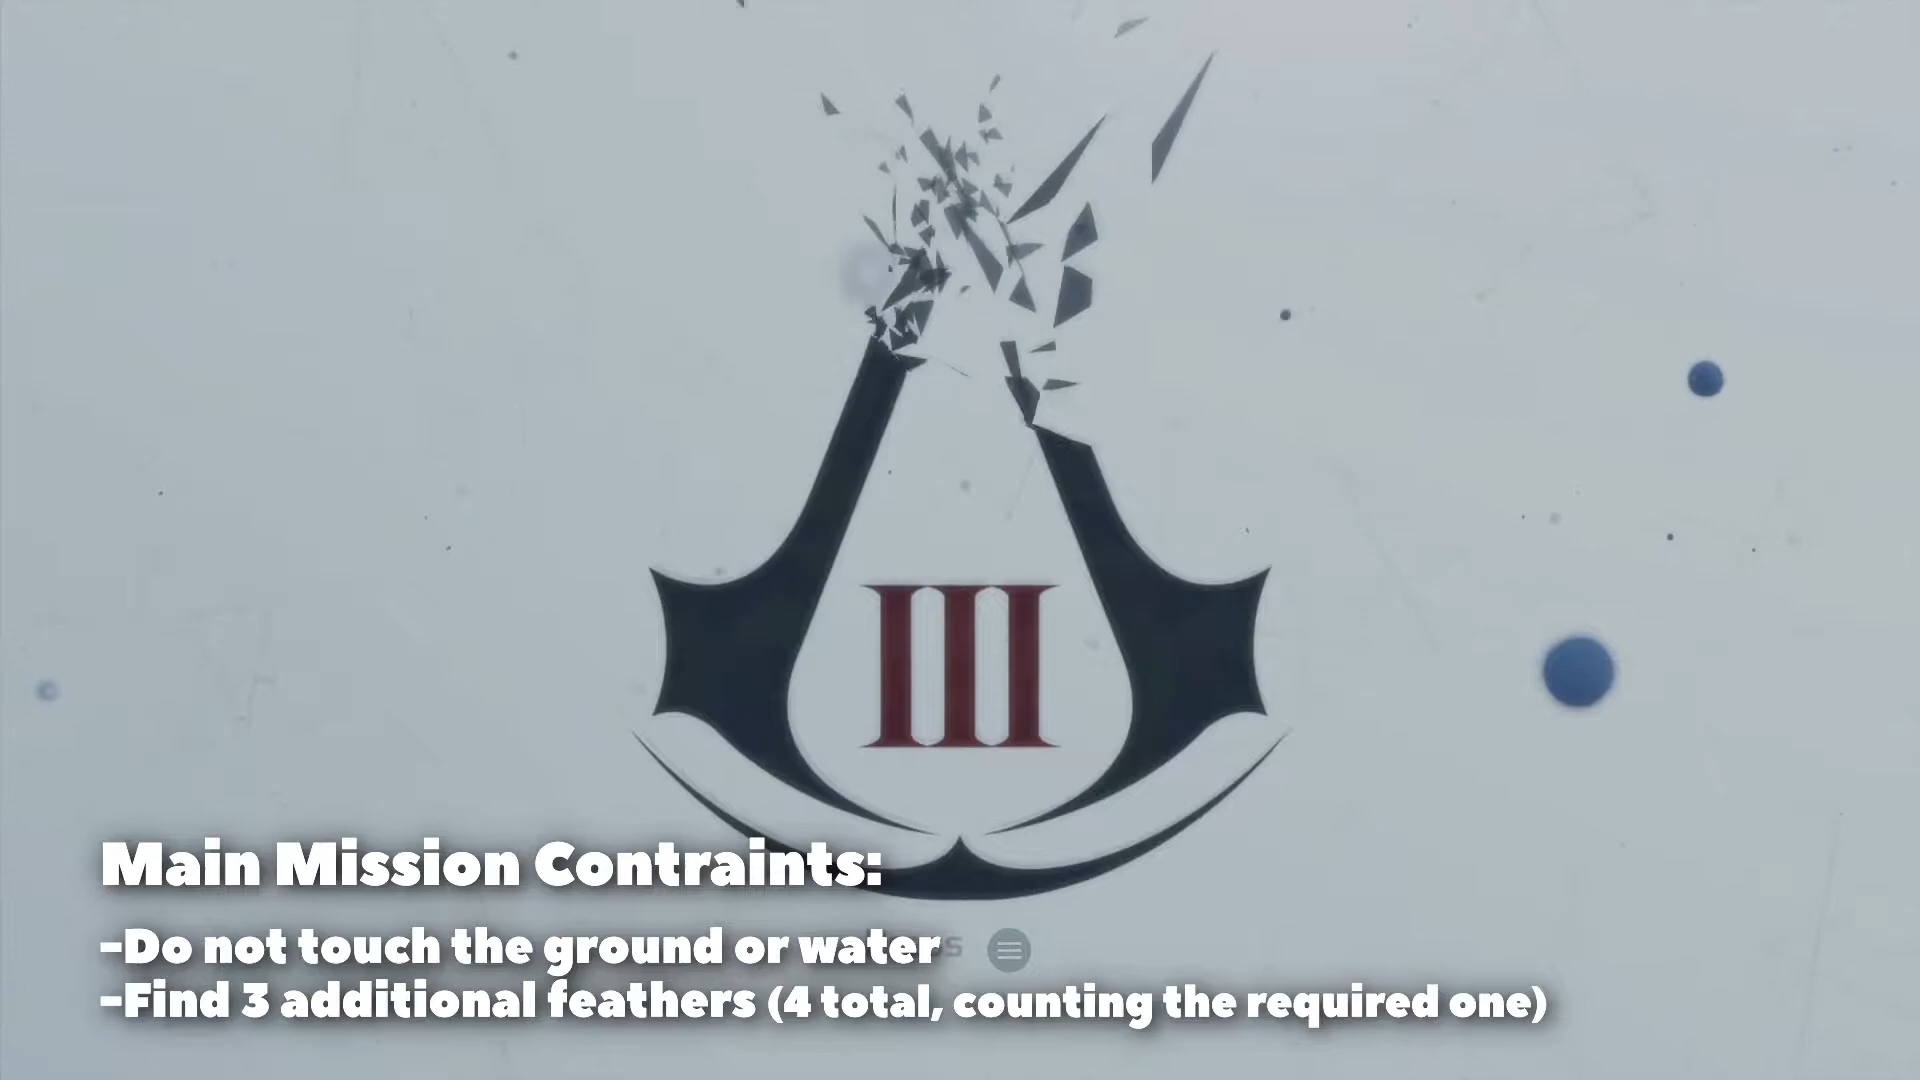 III
Main Mission Contraints:
-Do not touch the ground or water
-Find 3 additional feathers (4 total, counting the required one)